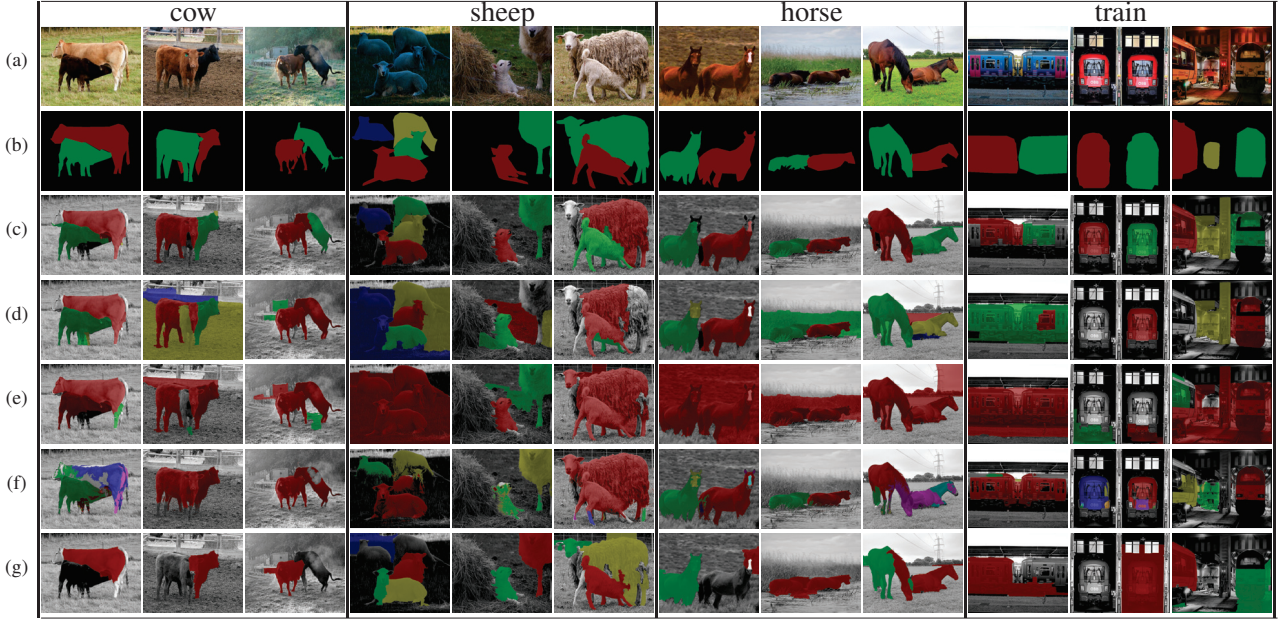 cow sheep horse train
(a)
(b)
(c)
(d)
(e)
(f)
(g)